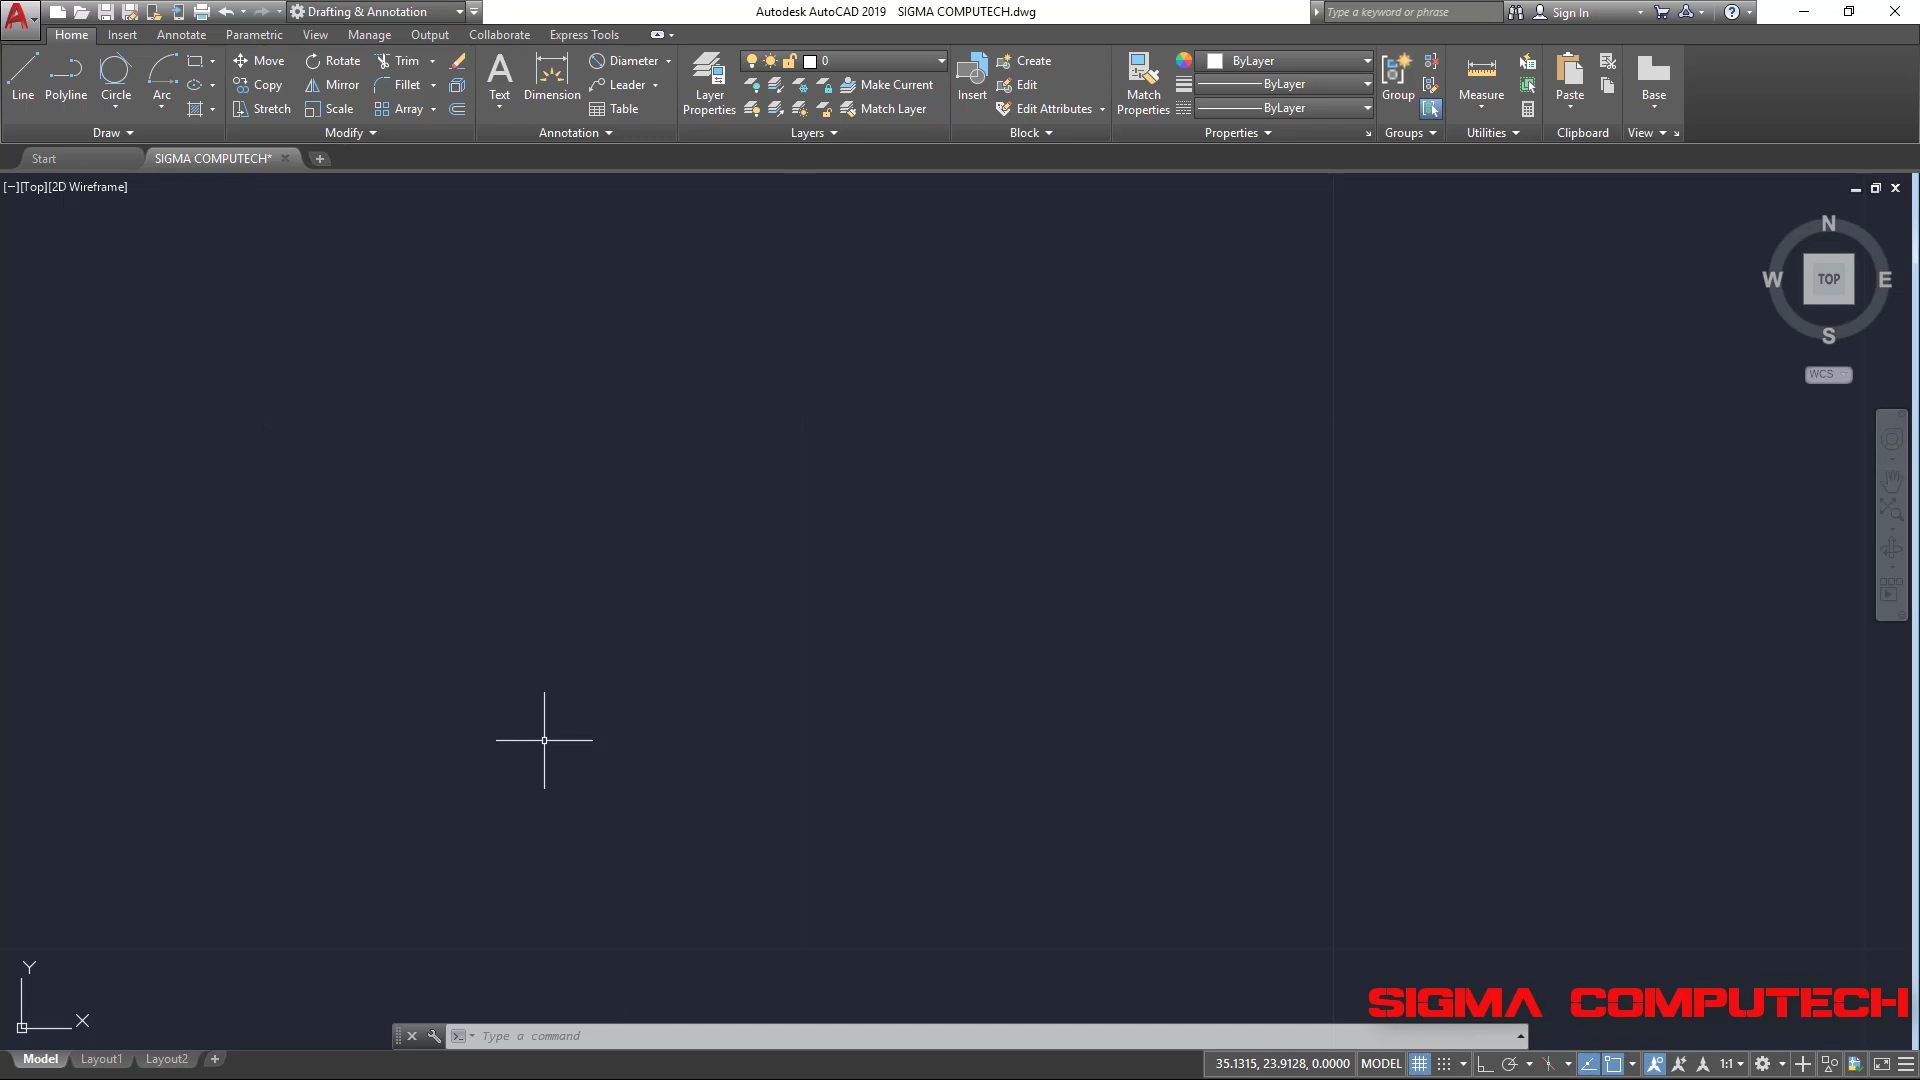 Drafting & Annotation
Autodesk AutoCAD 2019 SIGMA COMPUTECH.dwg
Type a keyword or phrase
Sign In
Home Insert Annotate Parametric View Manage Output Collaborate Express Tools
Line Polyline Circle Arc
Move Rotate Trim
Copy Mirror Fillet
Stretch Scale Array
Text Dimension
Diameter
Leader
Table
Layer Properties
0
Make Current
Match Layer
Insert
Create
Edit
Edit Attributes
Match Properties
ByLayer
ByLayer
ByLayer
Group
Measure
Paste
Base
Draw Modify Annotation Layers Block Properties Groups Utilities Clipboard View
Start SIGMA COMPUTECH*
[−][Top][2D Wireframe]
N
W TOP E
S
WCS
Y
X
SIGMA COMPUTECH
Type a command
Model Layout1 Layout2
35.1315, 23.9128, 0.0000 MODEL 1:1